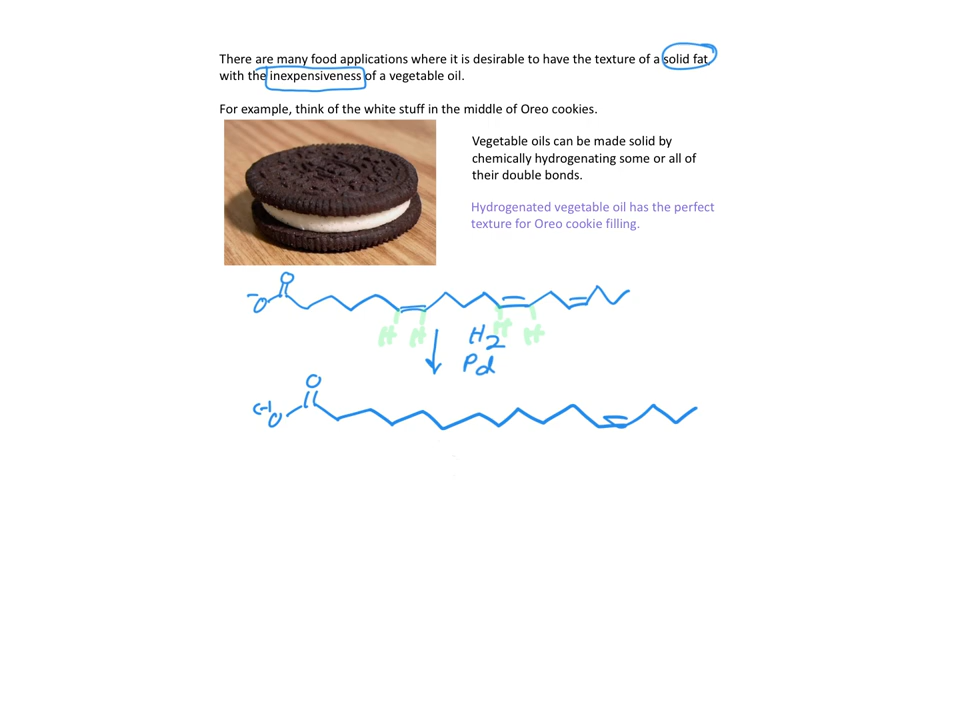 There are many food applications where it is desirable to have the texture of a solid fat,
with the inexpensiveness of a vegetable oil.
For example, think of the white stuff in the middle of Oreo cookies.
Vegetable oils can be made solid by
chemically hydrogenating some or all of
their double bonds.
Hydrogenated vegetable oil has the perfect
texture for Oreo cookie filling.
O
-O
H H H H
H2
Pd
O
(-)O